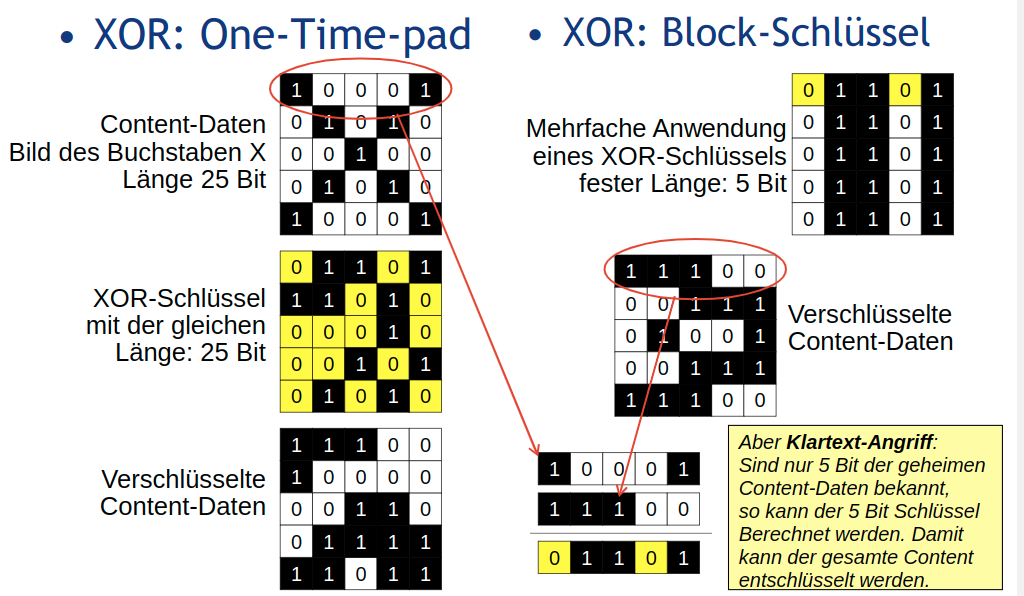 • XOR: One-Time-pad
1 0 0 0 1
0 1 0 1 0
0 0 1 0 0
0 1 0 1 0
1 0 0 0 1
Content-Daten
Bild des Buchstaben X
Länge 25 Bit
0 1 1 0 1
1 1 0 1 0
0 0 0 1 0
0 0 1 0 1
0 1 0 1 0
XOR-Schlüssel
mit der gleichen
Länge: 25 Bit
1 1 1 0 0
1 0 0 0 0
0 0 1 1 0
0 1 1 1 1
1 1 0 1 1
Verschlüsselte
Content-Daten
• XOR: Block-Schlüssel
0 1 1 0 1
0 1 1 0 1
0 1 1 0 1
0 1 1 0 1
0 1 1 0 1
Mehrfache Anwendung
eines XOR-Schlüssels
fester Länge: 5 Bit
1 1 1 0 0
0 0 1 1 1
0 1 0 0 1
0 0 1 1 1
1 1 1 0 0
Verschlüsselte
Content-Daten
1 0 0 0 1
1 1 1 0 0
0 1 1 0 1
Aber Klartext-Angriff:
Sind nur 5 Bit der geheimen
Content-Daten bekannt,
so kann der 5 Bit Schlüssel
Berechnet werden. Damit
kann der gesamte Content
entschlüsselt werden.